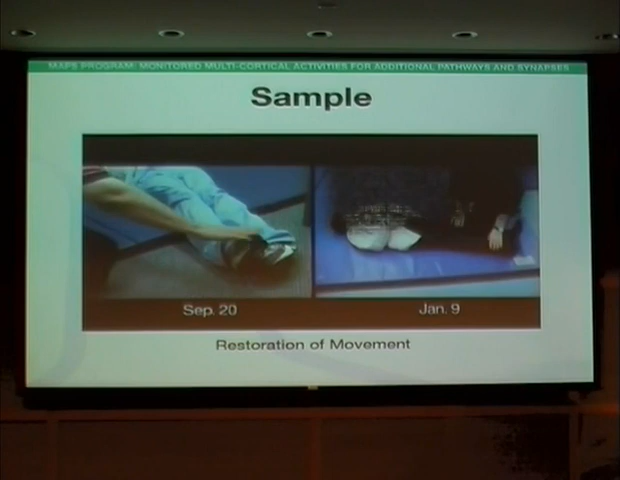 MAPS PROGRAM: MONITORED MULTI-CORTICAL ACTIVITIES FOR ADDITIONAL PATHWAYS AND SYNAPSES
Sample
Sep. 20
Jan. 9
Restoration of Movement